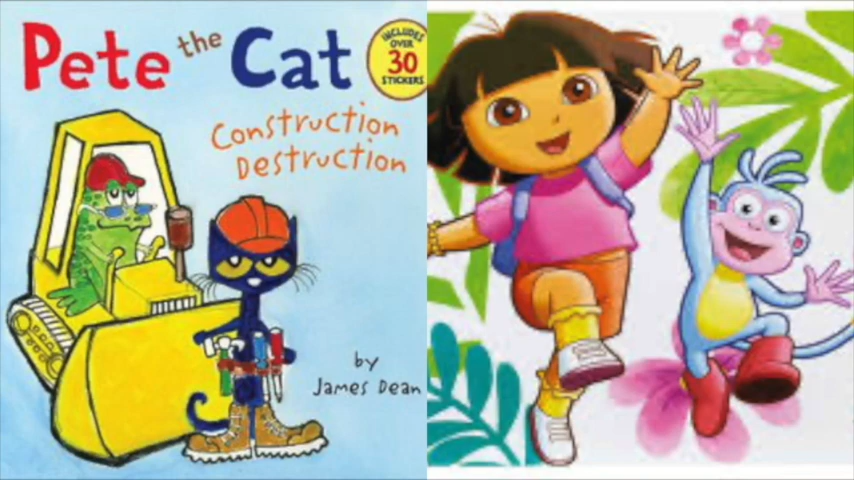 Pete the Cat
INCLUDES
OVER
30
STICKERS
Construction
Destruction
by
James Dean